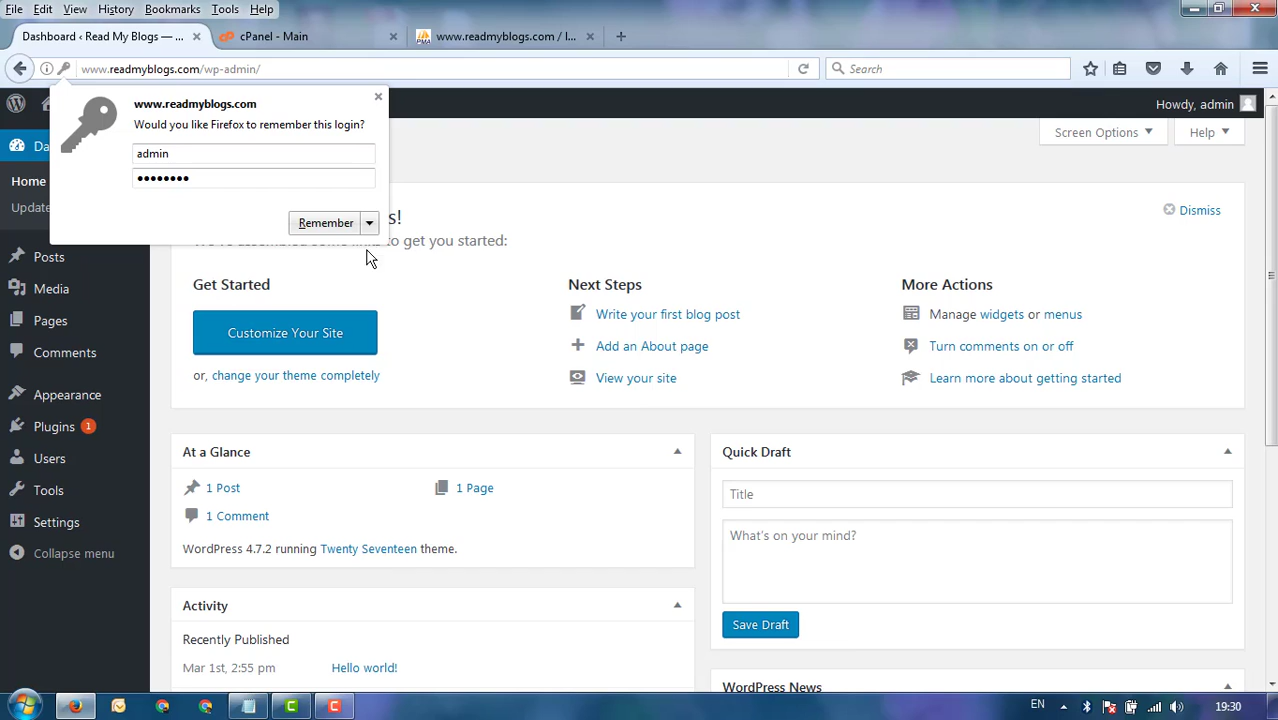 File Edit View History Bookmarks Tools Help
Dashboard ‹ Read My Blogs — ...
cPanel - Main
www.readmyblogs.com / l...
www.readmyblogs.com/wp-admin/
Search
Howdy, admin
www.readmyblogs.com
Would you like Firefox to remember this login?
admin
••••••••
Remember
Da
Home
Update
Posts
Media
Pages
Comments
Appearance
Plugins 1
Users
Tools
Settings
Collapse menu
Screen Options
Help
s!
to get you started:
Dismiss
Get Started
Customize Your Site
or, change your theme completely
Next Steps
Write your first blog post
Add an About page
View your site
More Actions
Manage widgets or menus
Turn comments on or off
Learn more about getting started
At a Glance
1 Post
1 Page
1 Comment
WordPress 4.7.2 running Twenty Seventeen theme.
Activity
Recently Published
Mar 1st, 2:55 pm Hello world!
Quick Draft
Title
What's on your mind?
Save Draft
WordPress News
EN
19:30